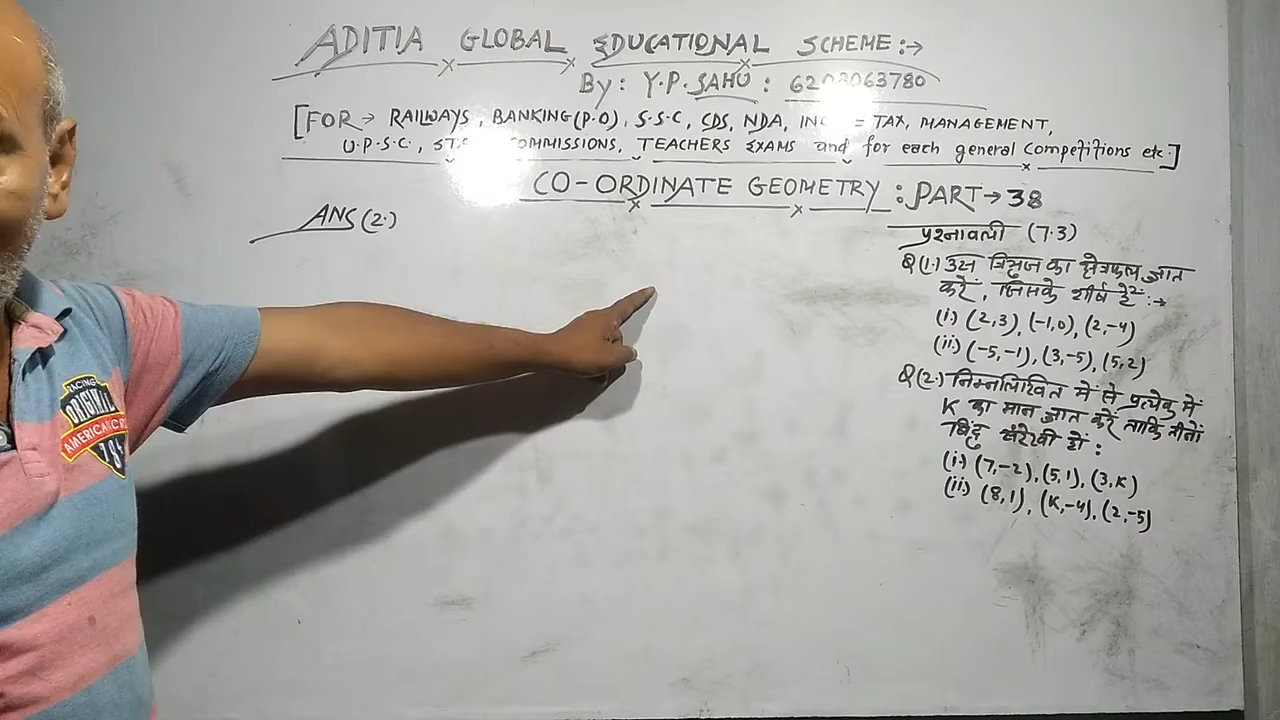 ADITIA GLOBAL EDUCATIONAL SCHEME:→
By: Y.P. SAHU: 6203063780
[FOR → RAILWAYS, BANKING(P.O), S.S.C, CDS, NDA, = TAX, MANAGEMENT,
U.P.S.C., COMMISSIONS, TEACHERS EXAMS and for each general Competitions etc.]
CO-ORDINATE GEOMETRY: PART→38
ANS(2.)
प्रश्नावली (7.3)
Q(1.) उस त्रिभुज का क्षेत्रफल ज्ञात
करें, जिसके शीर्ष हैं:→
(i) (2,3), (-1,0), (2,-4)
(ii) (-5,-1), (3,-5), (5,2)
Q(2.) निम्नलिखित में से प्रत्येक में
K का मान ज्ञात करें ताकि तीनों
बिंदु संरेखी हों:
(i.) (7,-2), (5,1), (3,K)
(ii) (8,1), (K,-4), (2,-5)
RACING
ORIGINAL
AMERICAN